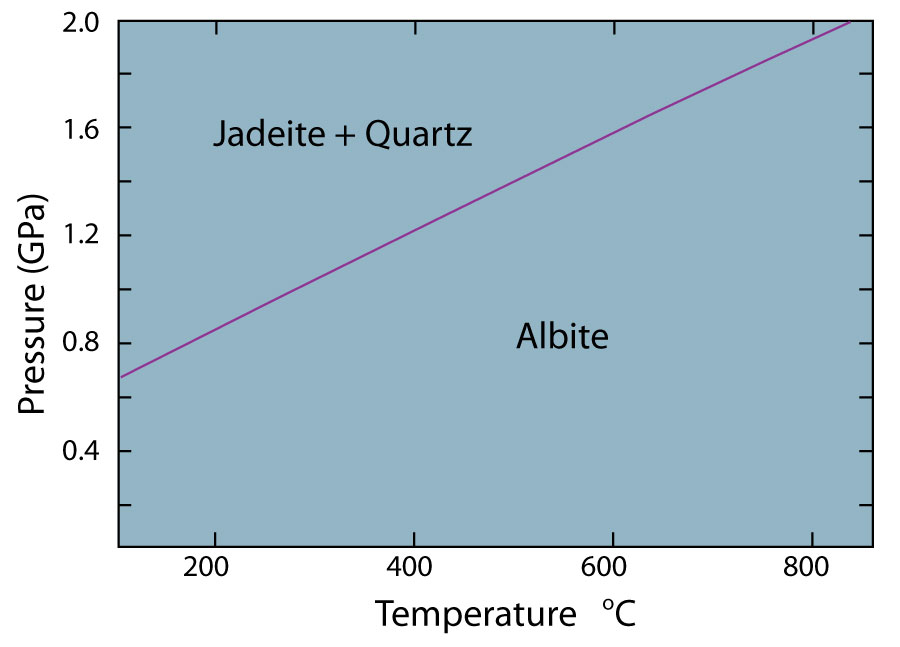 2.0
1.6
1.2
0.8
0.4
Pressure (GPa)
Jadeite + Quartz
Albite
200 400 600 800
Temperature ºC